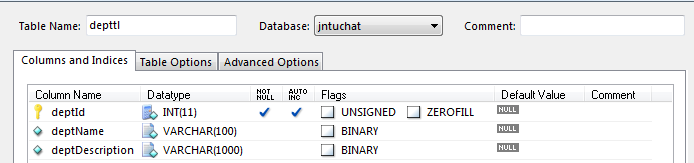 Table Name: depttl Database: jntuchat Comment:
Columns and Indices Table Options Advanced Options
Column Name Datatype NOT NULL AUTO INC Flags Default Value Comment
deptId INT(11) UNSIGNED ZEROFILL NULL
deptName VARCHAR(100) BINARY NULL
deptDescription VARCHAR(1000) BINARY NULL